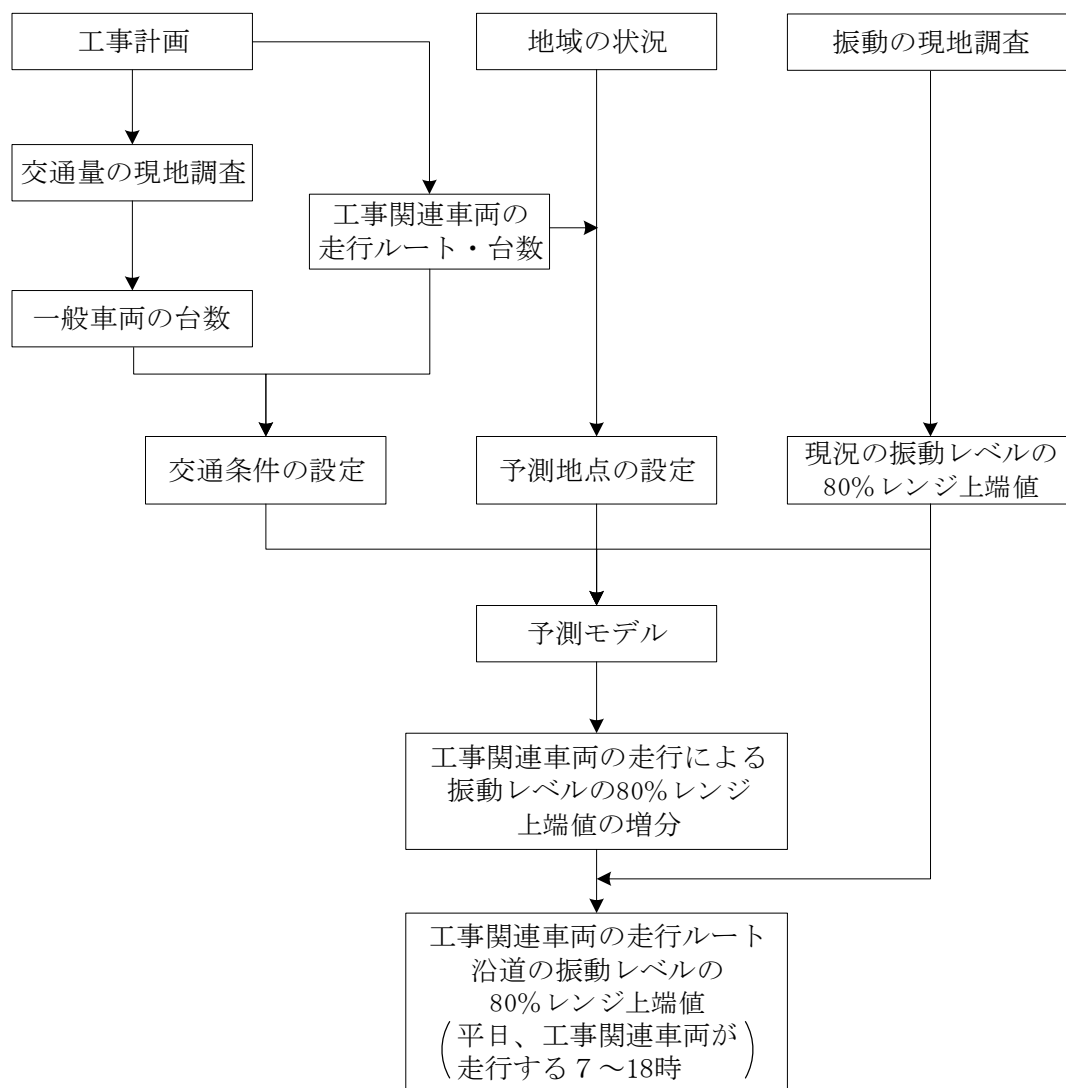 工事計画
地域の状況
振動の現地調査
交通量の現地調査
工事関連車両の
走行ルート・台数
一般車両の台数
交通条件の設定
予測地点の設定
現況の振動レベルの
80%レンジ上端値
予測モデル
工事関連車両の走行による
振動レベルの80%レンジ
上端値の増分
工事関連車両の走行ルート
沿道の振動レベルの
80%レンジ上端値
(平日、工事関連車両が
走行する7~18時)